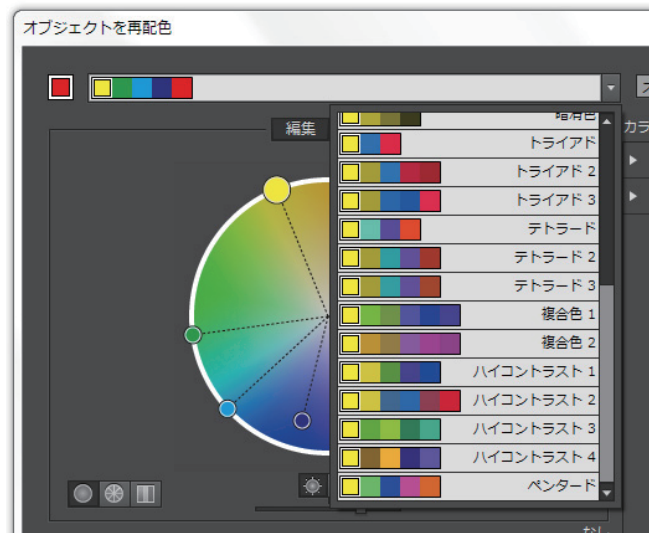 オブジェクトを再配色
編集
カラ
暗清色
トライアド
トライアド 2
トライアド 3
テトラード
テトラード 2
テトラード 3
複合色 1
複合色 2
ハイコントラスト 1
ハイコントラスト 2
ハイコントラスト 3
ハイコントラスト 4
ペンタード